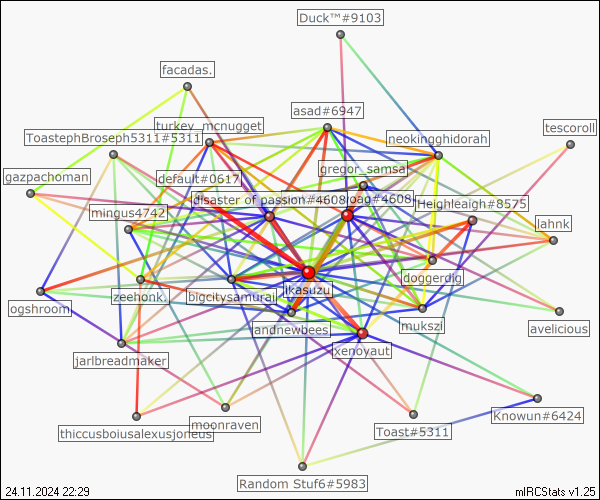 Duck™#9103
facadas.
asad#6947
turkey_mcnugget
tescoroll
ToastephBroseph5311#5311
neokingghidorah
gregor_samsa
gazpachoman
default#0617
disaster of passion#4608
Heighleaigh#8575
mingus4742
lahnk
doggerdig
ikasuzu
ogshroom
zeehonk.
bigcitysamurai
andnewbees
mukszi
avelicious
xenoyaut
jarlbreadmaker
moonraven
thiccusboiusalexusjoneus
Toast#5311
Knowun#6424
Random Stuf6#5983
24.11.2024 22:29
mIRCStats v1.25